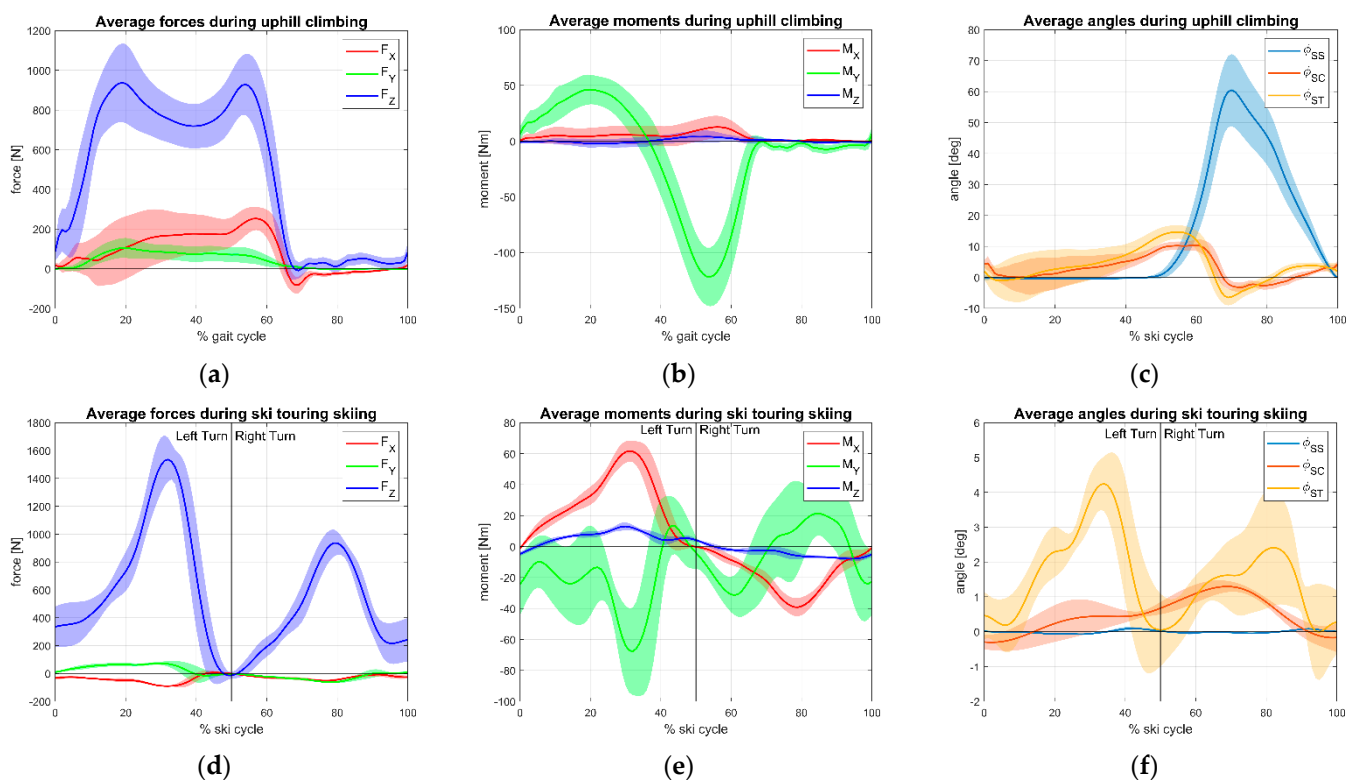 Average forces during uphill climbing
1200
1000
800
600
400
200
0
-200
force [N]
F_X
F_Y
F_Z
0 20 40 60 80 100
% gait cycle
(a)
Average moments during uphill climbing
100
50
0
-50
-100
-150
moment [Nm]
M_X
M_Y
M_Z
0 20 40 60 80 100
% gait cycle
(b)
Average angles during uphill climbing
80
70
60
50
40
30
20
10
0
-10
angle [deg]
ϕ_SS
ϕ_SC
ϕ_ST
0 20 40 60 80 100
% ski cycle
(c)
Average forces during ski touring skiing
Left Turn Right Turn
1800
1600
1400
1200
1000
800
600
400
200
0
-200
force [N]
F_X
F_Y
F_Z
0 20 40 60 80 100
% ski cycle
(d)
Average moments during ski touring skiing
Left Turn Right Turn
80
60
40
20
0
-20
-40
-60
-80
-100
moment [Nm]
M_X
M_Y
M_Z
0 20 40 60 80 100
% ski cycle
(e)
Average angles during ski touring skiing
Left Turn Right Turn
6
5
4
3
2
1
0
-1
-2
angle [deg]
ϕ_SS
ϕ_SC
ϕ_ST
0 20 40 60 80 100
% ski cycle
(f)